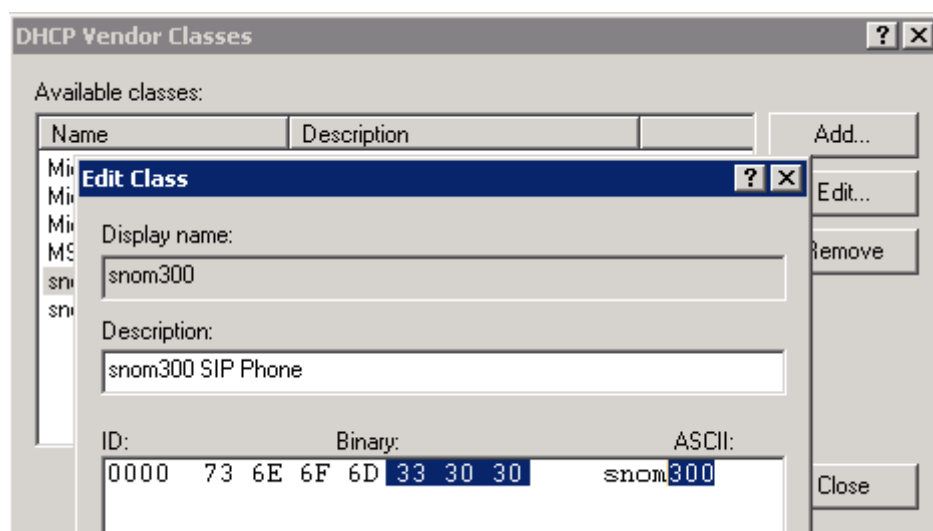 DHCP Vendor Classes
Available classes:
Name Description
Add...
Edit Class
Edit...
Display name:
snom300
Description:
snom300 SIP Phone
ID: Binary: ASCII:
0000 73 6E 6F 6D 33 30 30 snom300
Close